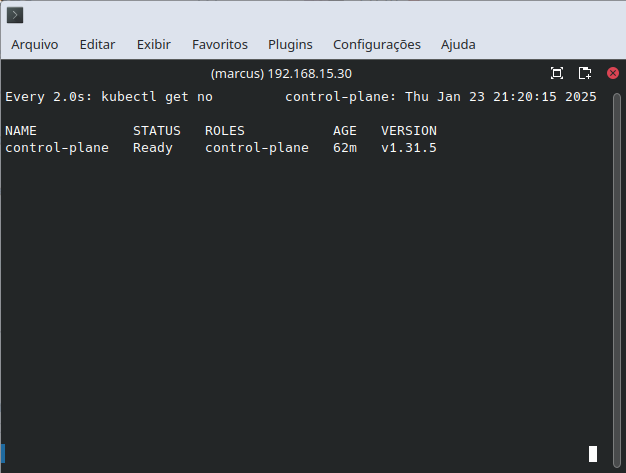 Arquivo Editar Exibir Favoritos Plugins Configurações Ajuda
(marcus) 192.168.15.30
Every 2.0s: kubectl get no control-plane: Thu Jan 23 21:20:15 2025
NAME STATUS ROLES AGE VERSION
control-plane Ready control-plane 62m v1.31.5